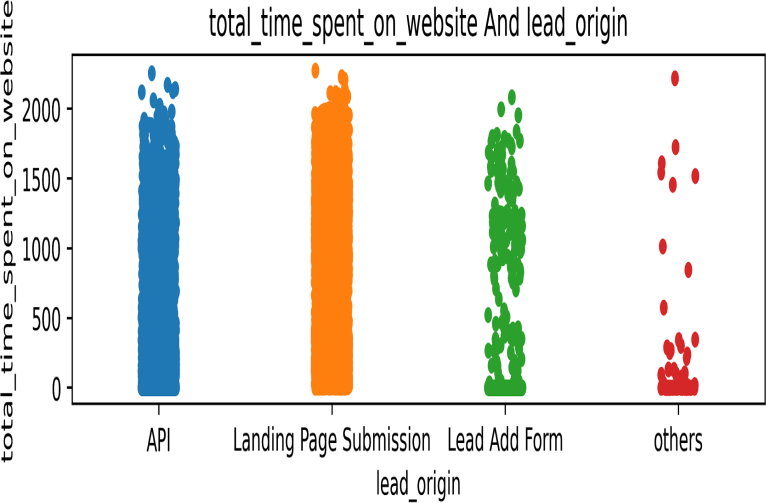 total_time_spent_on_website And lead_origin
total_time_spent_on_website
2000
1500
1000
500
0
API
Landing Page Submission
Lead Add Form
others
lead_origin